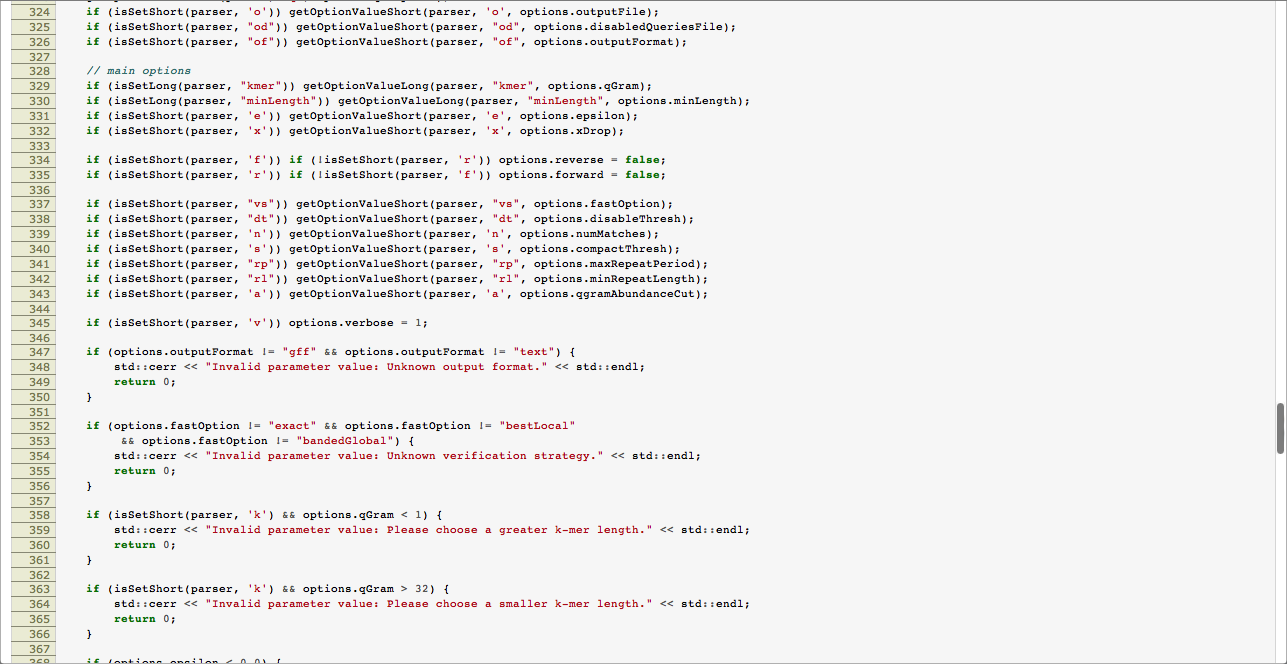 324    if (isSetShort(parser, 'o')) getOptionValueShort(parser, 'o', options.outputFile);
325    if (isSetShort(parser, "od")) getOptionValueShort(parser, "od", options.disabledQueriesFile);
326    if (isSetShort(parser, "of")) getOptionValueShort(parser, "of", options.outputFormat);
327
328    // main options
329    if (isSetLong(parser, "kmer")) getOptionValueLong(parser, "kmer", options.qGram);
330    if (isSetLong(parser, "minLength")) getOptionValueLong(parser, "minLength", options.minLength);
331    if (isSetShort(parser, 'e')) getOptionValueShort(parser, 'e', options.epsilon);
332    if (isSetShort(parser, 'x')) getOptionValueShort(parser, 'x', options.xDrop);
333
334    if (isSetShort(parser, 'f')) if (!isSetShort(parser, 'r')) options.reverse = false;
335    if (isSetShort(parser, 'r')) if (!isSetShort(parser, 'f')) options.forward = false;
336
337    if (isSetShort(parser, "vs")) getOptionValueShort(parser, "vs", options.fastOption);
338    if (isSetShort(parser, "dt")) getOptionValueShort(parser, "dt", options.disableThresh);
339    if (isSetShort(parser, 'n')) getOptionValueShort(parser, 'n', options.numMatches);
340    if (isSetShort(parser, 's')) getOptionValueShort(parser, 's', options.compactThresh);
341    if (isSetShort(parser, "rp")) getOptionValueShort(parser, "rp", options.maxRepeatPeriod);
342    if (isSetShort(parser, "rl")) getOptionValueShort(parser, "rl", options.minRepeatLength);
343    if (isSetShort(parser, 'a')) getOptionValueShort(parser, 'a', options.qgramAbundanceCut);
344
345    if (isSetShort(parser, 'v')) options.verbose = 1;
346
347    if (options.outputFormat != "gff" && options.outputFormat != "text") {
348        std::cerr << "Invalid parameter value: Unknown output format." << std::endl;
349        return 0;
350    }
351
352    if (options.fastOption != "exact" && options.fastOption != "bestLocal"
353         && options.fastOption != "bandedGlobal") {
354        std::cerr << "Invalid parameter value: Unknown verification strategy." << std::endl;
355        return 0;
356    }
357
358    if (isSetShort(parser, 'k') && options.qGram < 1) {
359        std::cerr << "Invalid parameter value: Please choose a greater k-mer length." << std::endl;
360        return 0;
361    }
362
363    if (isSetShort(parser, 'k') && options.qGram > 32) {
364        std::cerr << "Invalid parameter value: Please choose a smaller k-mer length." << std::endl;
365        return 0;
366    }
367
368    if (options.epsilon < 0.0) {